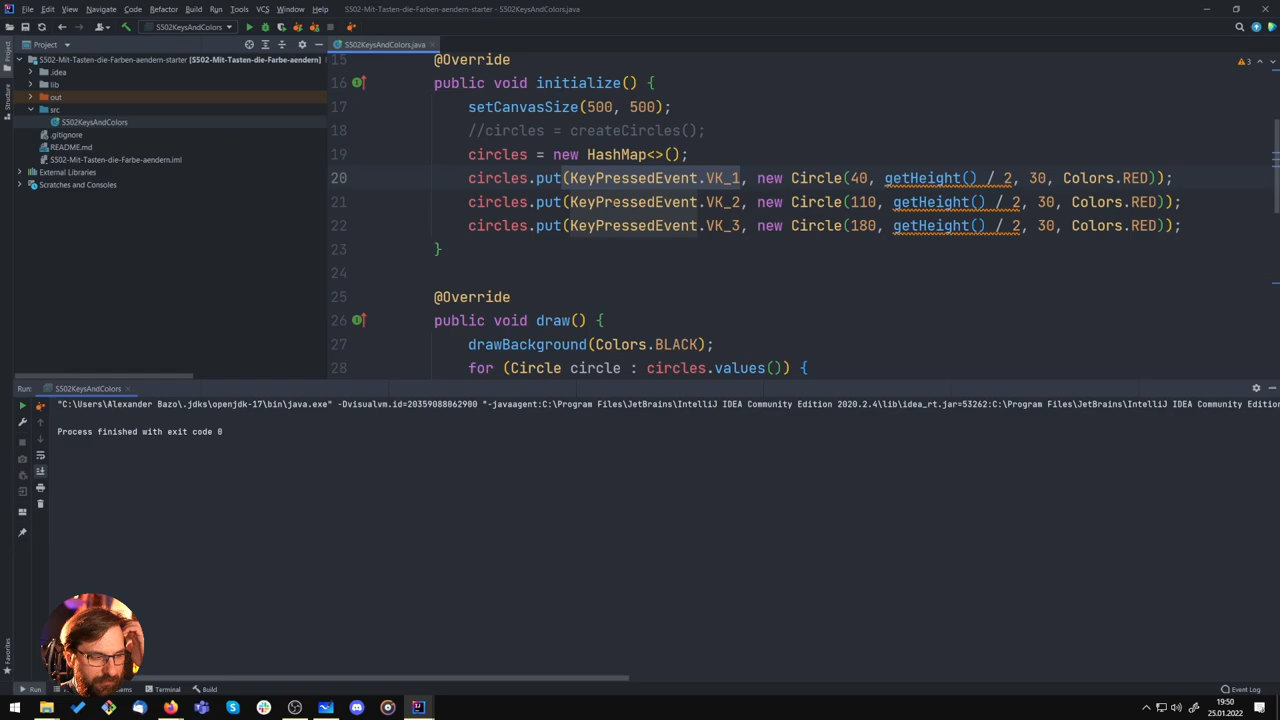 File Edit View Navigate Code Refactor Build Run Tools VCS Window Help S502-Mit-Tasten-die-Farben-aendern-starter - S502KeysAndColors.java
S502KeysAndColors
Project
S502KeysAndColors.java
S502-Mit-Tasten-die-Farben-aendern-starter [S502-Mit-Tasten-die-Farbe-aendern]
.idea
lib
out
src
S502KeysAndColors
.gitignore
README.md
S502-Mit-Tasten-die-Farbe-aendern.iml
External Libraries
Scratches and Consoles
Project
Structure
3
15 @Override
16 public void initialize() {
17 setCanvasSize(500, 500);
18 //circles = createCircles();
19 circles = new HashMap<>();
20 circles.put(KeyPressedEvent.VK_1, new Circle(40, getHeight() / 2, 30, Colors.RED));
21 circles.put(KeyPressedEvent.VK_2, new Circle(110, getHeight() / 2, 30, Colors.RED));
22 circles.put(KeyPressedEvent.VK_3, new Circle(180, getHeight() / 2, 30, Colors.RED));
23 }
24
25 @Override
26 public void draw() {
27 drawBackground(Colors.BLACK);
28 for (Circle circle : circles.values()) {
Run: S502KeysAndColors
"C:\Users\Alexander Bazo\.jdks\openjdk-17\bin\java.exe" -Dvisualvm.id=20359088862900 "-javaagent:C:\Program Files\JetBrains\IntelliJ IDEA Community Edition 2020.2.4\lib\idea_rt.jar=53262:C:\Program Files\JetBrains\IntelliJ IDEA Community Edition
Process finished with exit code 0
Favorites
Run
Terminal
Build
Event Log
19:50
25.01.2022